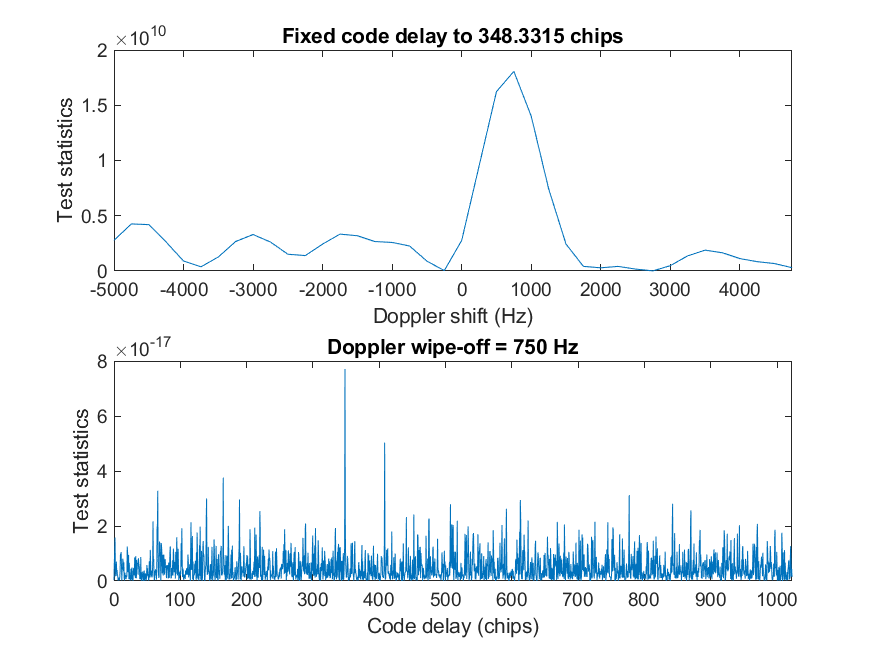 Fixed code delay to 348.3315 chips
×10^10
2
1.5
1
0.5
0
Test statistics
-5000 -4000 -3000 -2000 -1000 0 1000 2000 3000 4000
Doppler shift (Hz)
Doppler wipe-off = 750 Hz
×10^-17
8
6
4
2
0
Test statistics
0 100 200 300 400 500 600 700 800 900 1000
Code delay (chips)